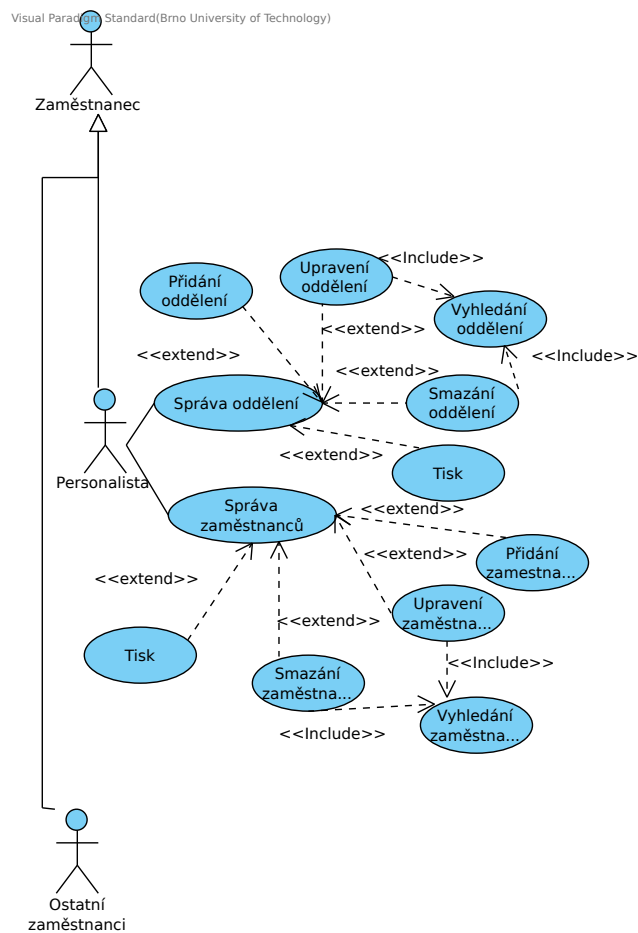 Visual Paradigm Standard(Brno University of Technology)
Zaměstnanec
<<Include>>
Upravení
oddělení
Přidání
oddělení
Vyhledání
oddělení
<<extend>>
<<extend>>
<<Include>>
<<extend>>
Smazání
oddělení
Správa oddělení
<<extend>>
Tisk
Personalista
Správa
zaměstnanců
<<extend>>
<<extend>>
Přidání
zamestna...
<<extend>>
Upravení
zaměstna...
<<extend>>
Tisk
<<Include>>
Smazání
zaměstna...
Vyhledání
zaměstna...
<<Include>>
Ostatní
zaměstnanci